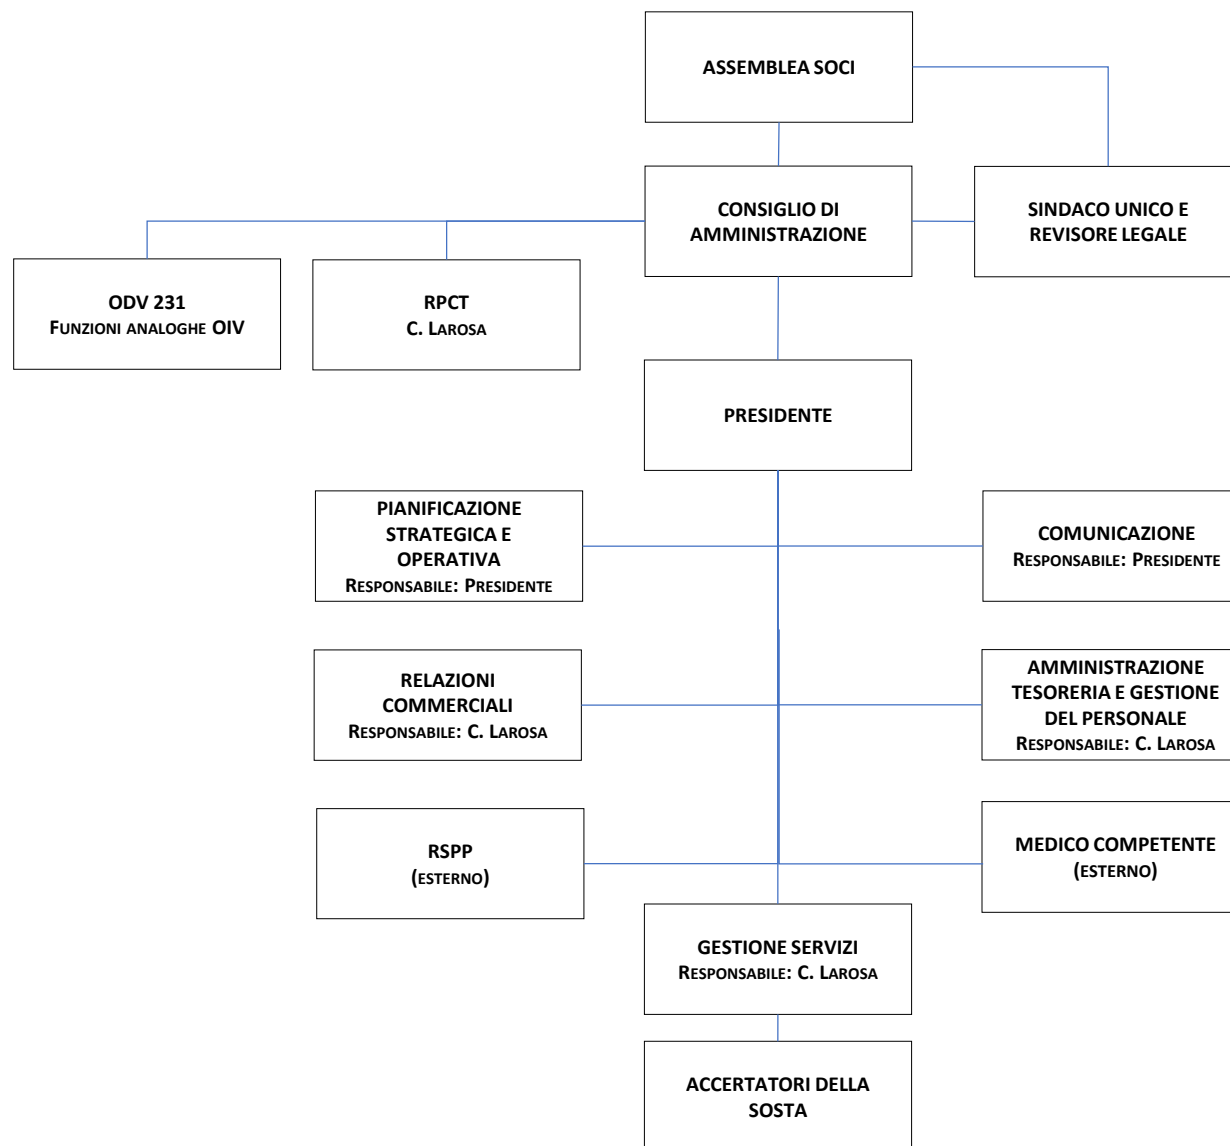 ASSEMBLEA SOCI
CONSIGLIO DI
AMMINISTRAZIONE
SINDACO UNICO E
REVISORE LEGALE
ODV 231
FUNZIONI ANALOGHE OIV
RPCT
C. LAROSA
PRESIDENTE
PIANIFICAZIONE
STRATEGICA E
OPERATIVA
RESPONSABILE: PRESIDENTE
COMUNICAZIONE
RESPONSABILE: PRESIDENTE
RELAZIONI
COMMERCIALI
RESPONSABILE: C. LAROSA
AMMINISTRAZIONE
TESORERIA E GESTIONE
DEL PERSONALE
RESPONSABILE: C. LAROSA
RSPP
(ESTERNO)
MEDICO COMPETENTE
(ESTERNO)
GESTIONE SERVIZI
RESPONSABILE: C. LAROSA
ACCERTATORI DELLA
SOSTA